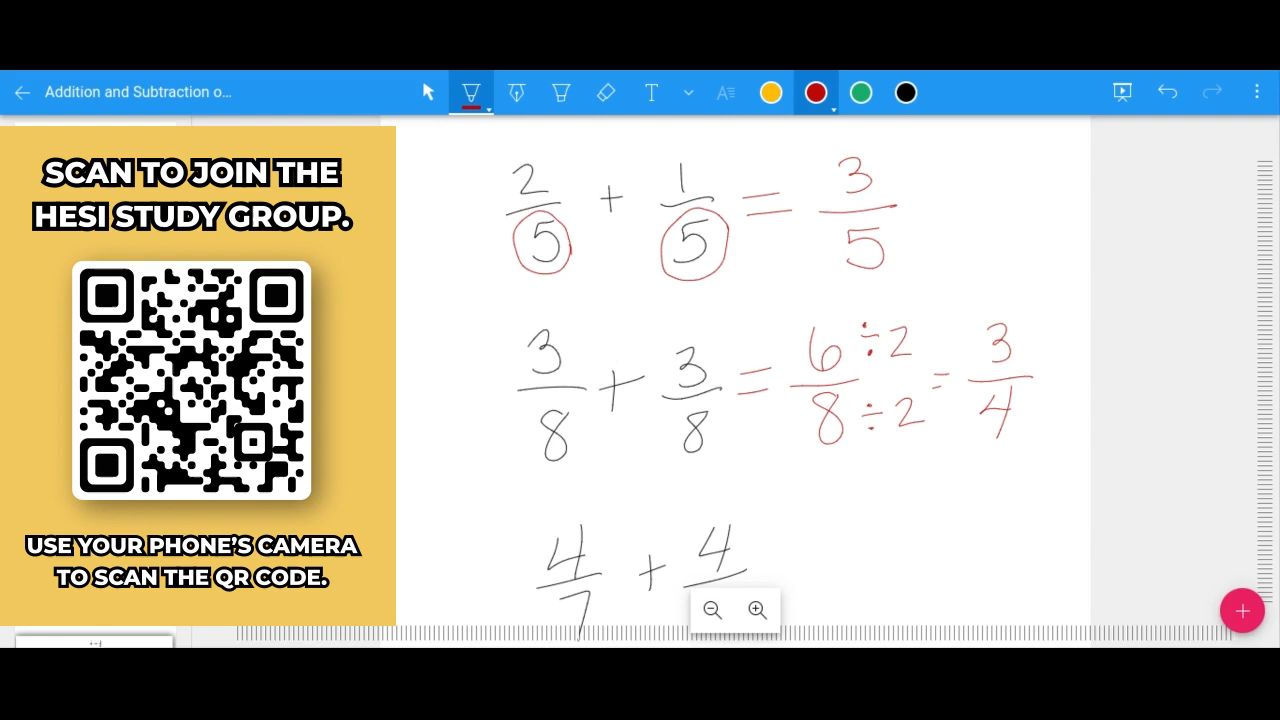 Addition and Subtraction o...
SCAN TO JOIN THE
HESI STUDY GROUP.
USE YOUR PHONE'S CAMERA
TO SCAN THE QR CODE.
T
A
2/5 + 1/5 = 3/5
3/8 + 3/8 = 6÷2/8÷2 = 3/4
4/7 + 4